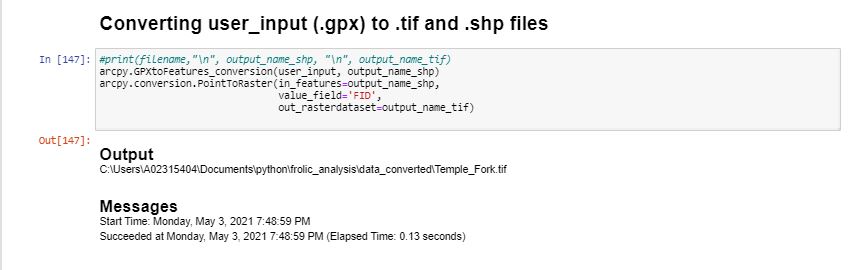 Converting user_input (.gpx) to .tif and .shp files
In [147]: #print(filename,"\n", output_name_shp, "\n", output_name_tif)
arcpy.GPXtoFeatures_conversion(user_input, output_name_shp)
arcpy.conversion.PointToRaster(in_features=output_name_shp,
value_field='FID',
out_rasterdataset=output_name_tif)
Out[147]:
Output
C:\Users\A02315404\Documents\python\frolic_analysis\data_converted\Temple_Fork.tif
Messages
Start Time: Monday, May 3, 2021 7:48:59 PM
Succeeded at Monday, May 3, 2021 7:48:59 PM (Elapsed Time: 0.13 seconds)